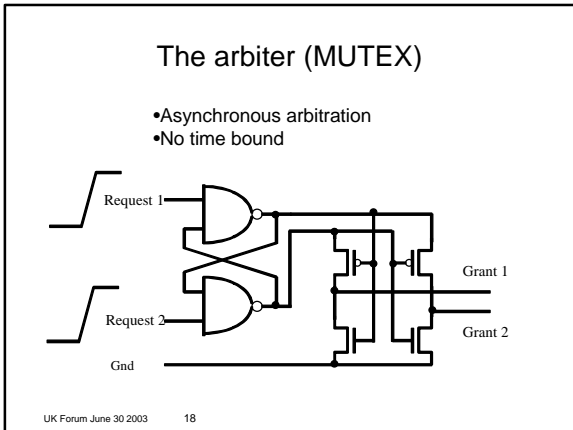 The arbiter (MUTEX)
•Asynchronous arbitration
•No time bound
Request 1
Grant 1
Request 2
Grant 2
Gnd
UK Forum June 30 2003 18